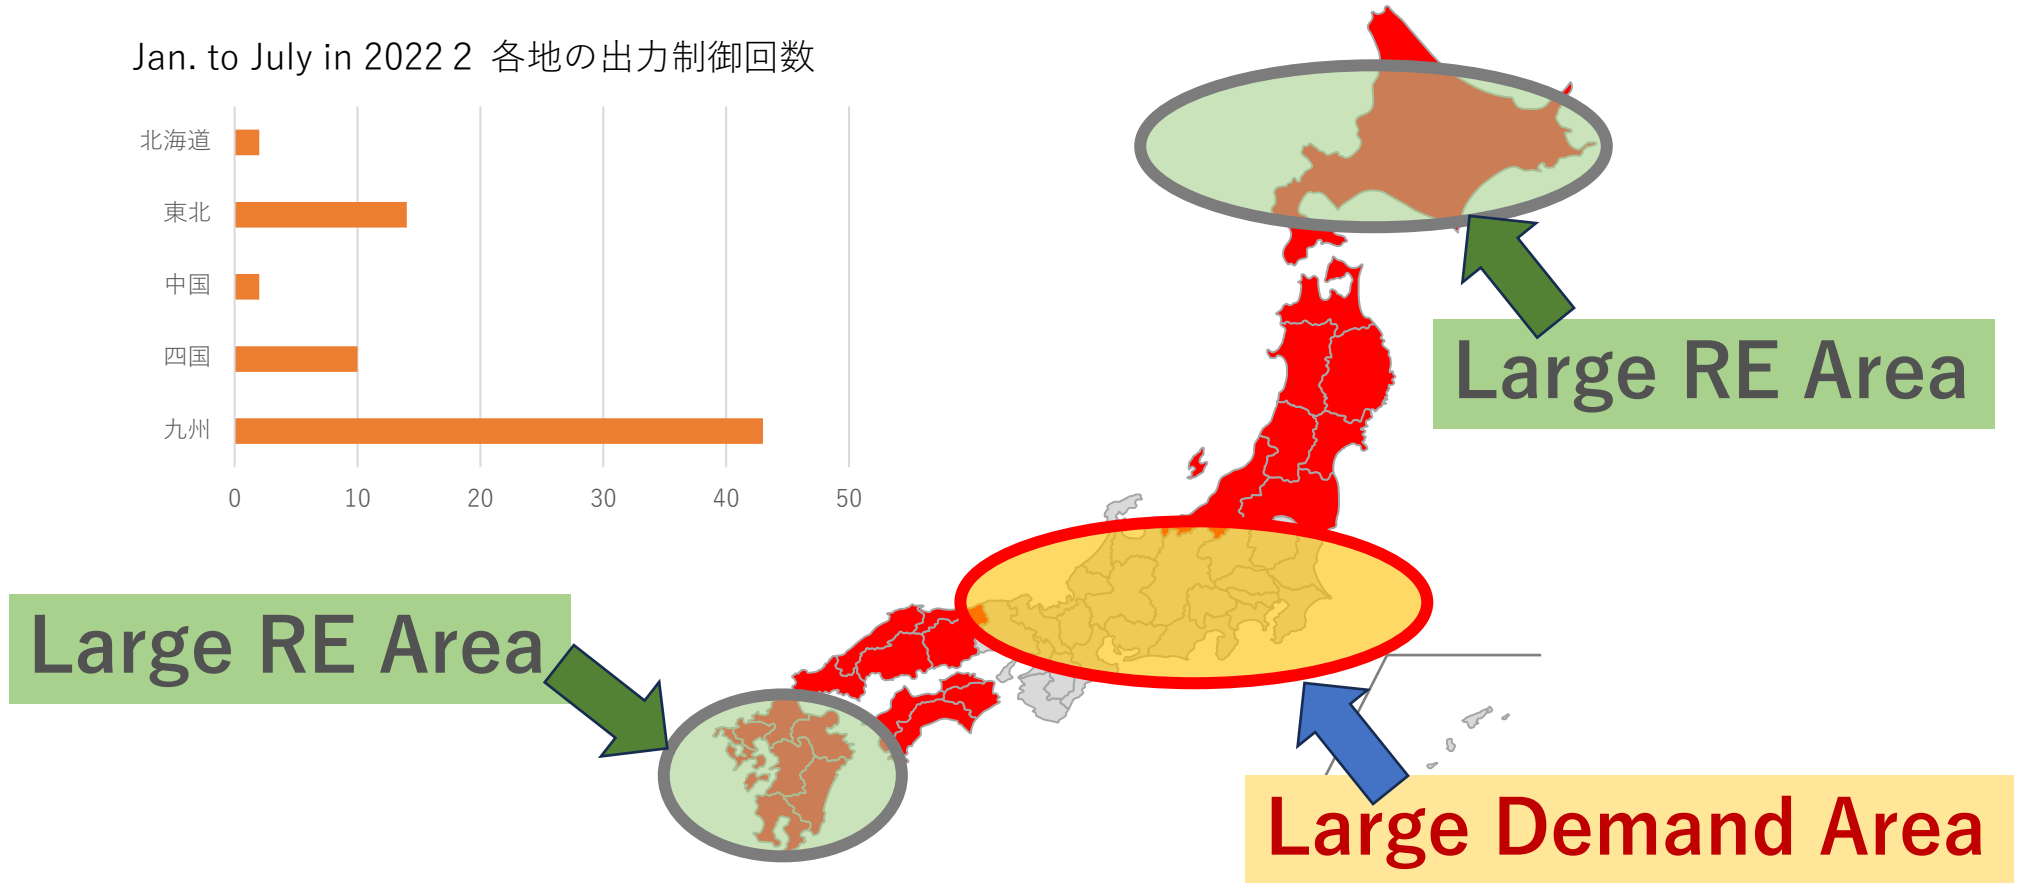 Jan. to July in 2022２ 各地の出力制御回数
北海道
東北
中国
四国
九州
0 10 20 30 40 50
Large RE Area
Large RE Area
Large Demand Area